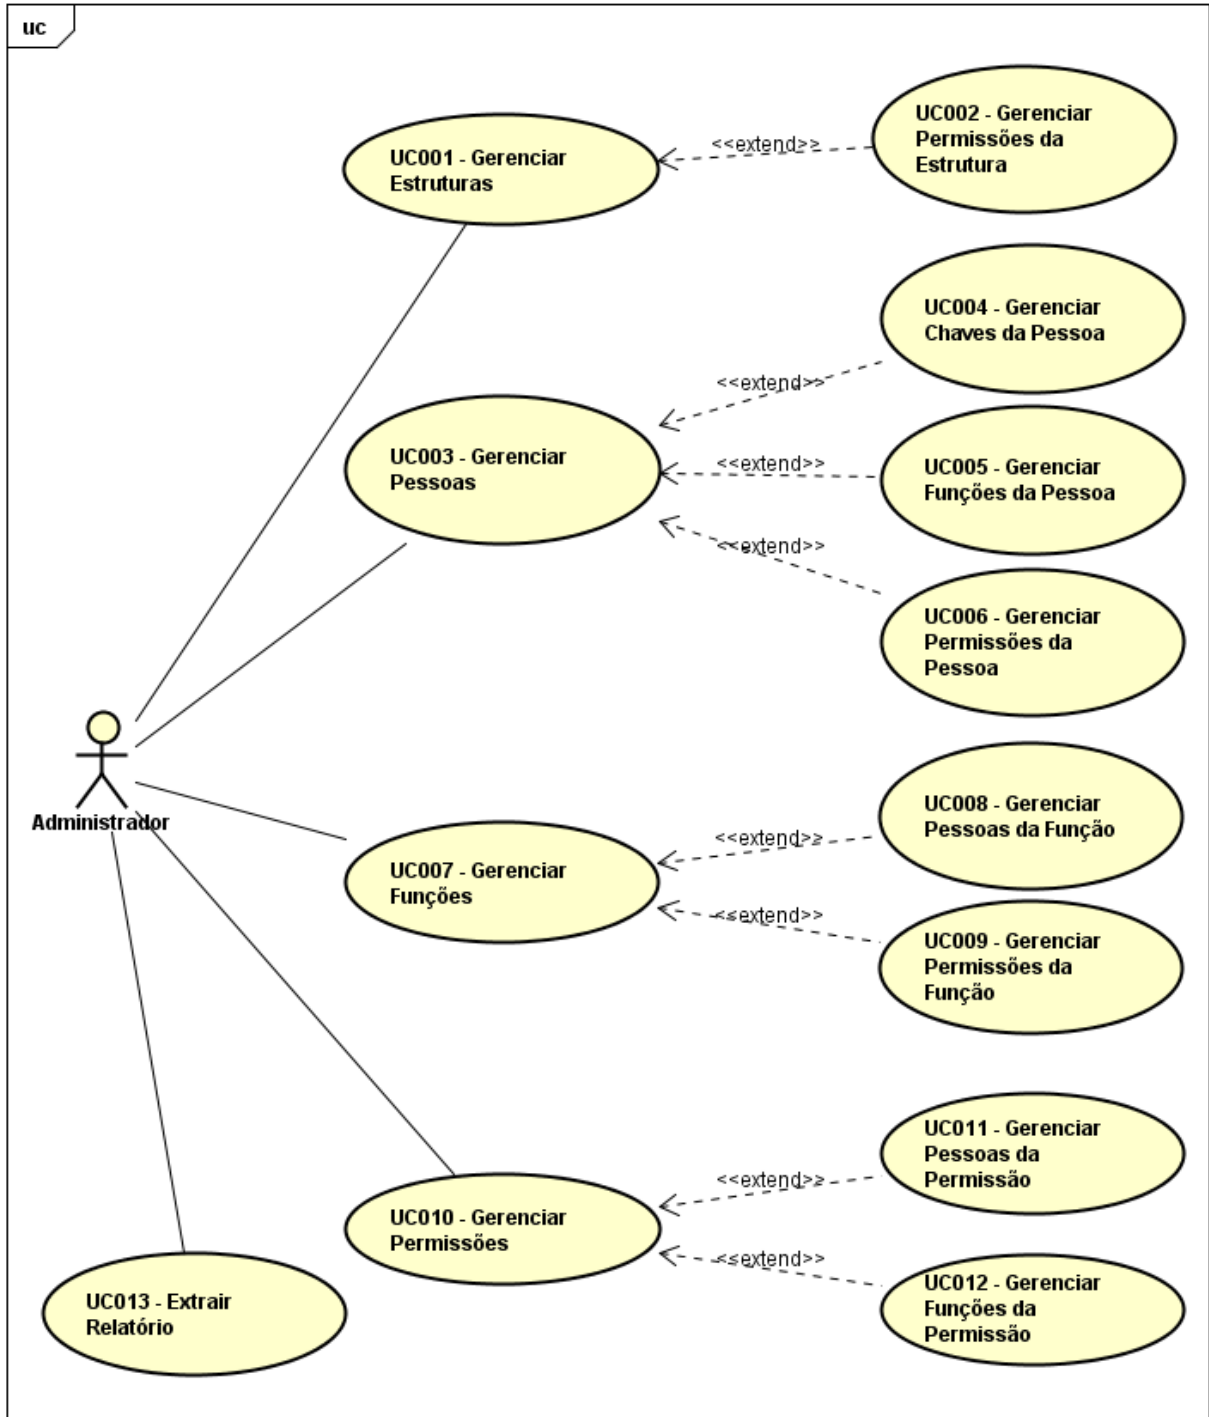 uc
UC001 - Gerenciar
Estruturas
<<extend>>
UC002 - Gerenciar
Permissões da
Estrutura
UC003 - Gerenciar
Pessoas
<<extend>>
UC004 - Gerenciar
Chaves da Pessoa
<<extend>>
UC005 - Gerenciar
Funções da Pessoa
<<extend>>
UC006 - Gerenciar
Permissões da
Pessoa
Administrador
UC007 - Gerenciar
Funções
<<extend>>
UC008 - Gerenciar
Pessoas da Função
<<extend>>
UC009 - Gerenciar
Permissões da
Função
UC010 - Gerenciar
Permissões
<<extend>>
UC011 - Gerenciar
Pessoas da
Permissão
<<extend>>
UC012 - Gerenciar
Funções da
Permissão
UC013 - Extrair
Relatório